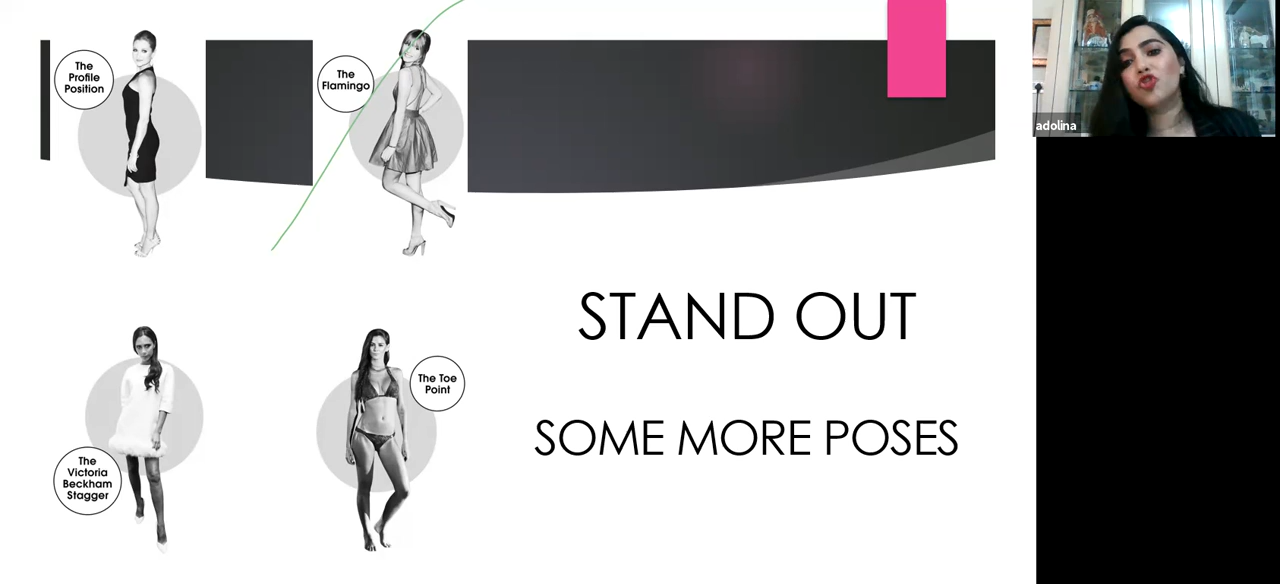 The
Profile
Position
The
Flamingo
adolina
STAND OUT
The Toe
Point
SOME MORE POSES
The
Victoria
Beckham
Stagger